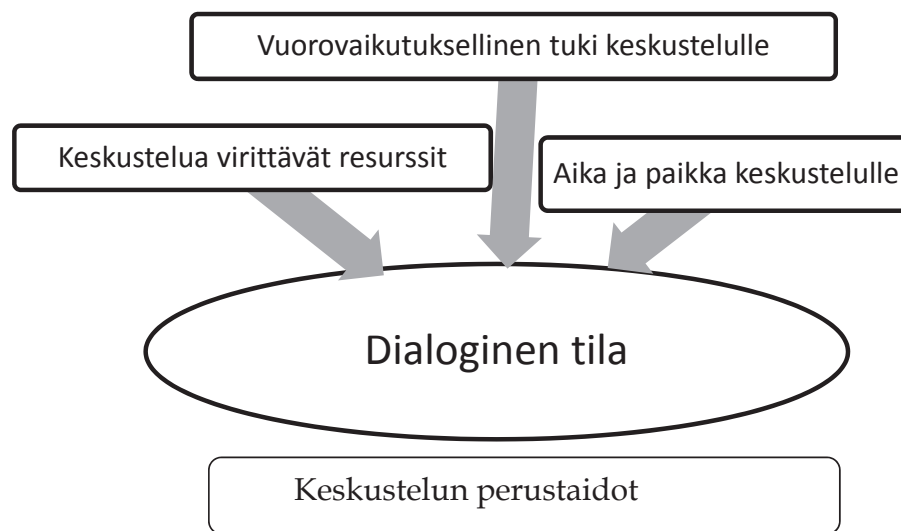 Vuorovaikutuksellinen tuki keskustelulle
Keskustelua virittävät resurssit
Aika ja paikka keskustelulle
Dialoginen tila
Keskustelun perustaidot